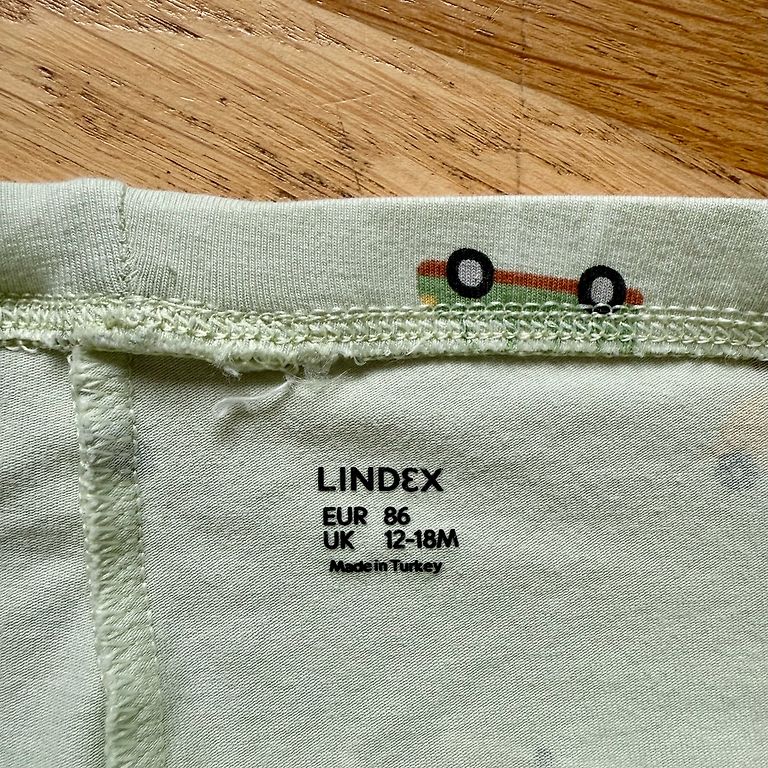 LINDEX
EUR 86
UK 12-18M
Made in Turkey